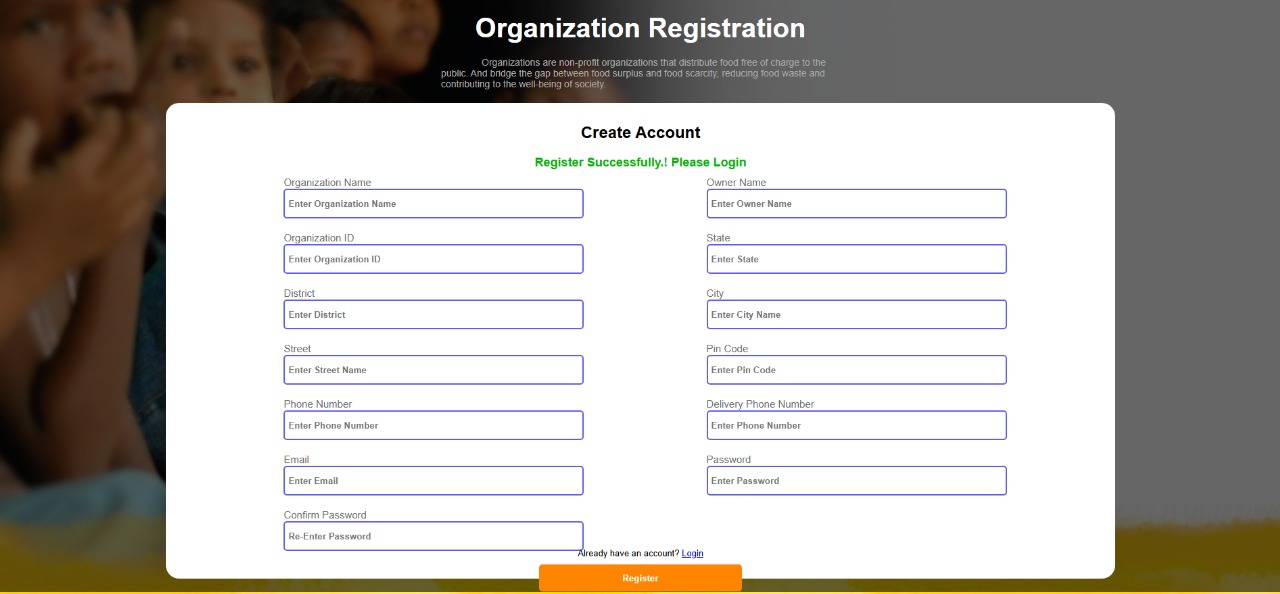 Organization Registration
Organizations are non-profit organizations that distribute food free of charge to the
public. And bridge the gap between food surplus and food scarcity, reducing food waste and
contributing to the well-being of society.
Create Account
Register Successfully.! Please Login
Organization Name
Owner Name
Enter Organization Name
Enter Owner Name
Organization ID
State
Enter Organization ID
Enter State
District
City
Enter District
Enter City Name
Street
Pin Code
Enter Street Name
Enter Pin Code
Phone Number
Delivery Phone Number
Enter Phone Number
Enter Phone Number
Email
Password
Enter Email
Enter Password
Confirm Password
Re-Enter Password
Already have an account? Login
Register